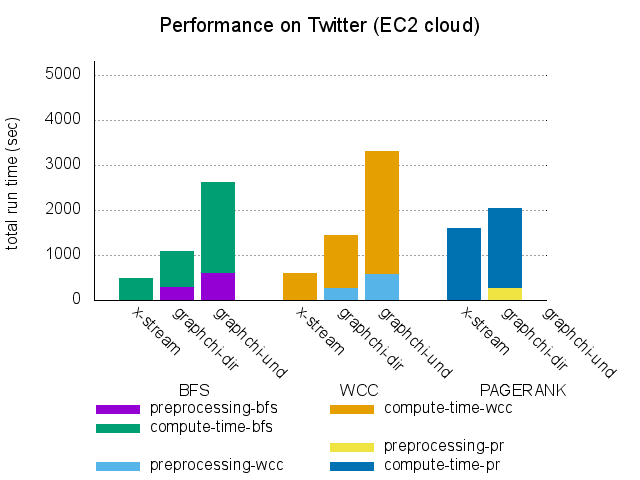 Performance on Twitter (EC2 cloud)
total run time (sec)
5000
4000
3000
2000
1000
0
x-stream
graphchi-dir
graphchi-und
x-stream
graphchi-dir
graphchi-und
x-stream
graphchi-dir
graphchi-und
BFS WCC PAGERANK
preprocessing-bfs compute-time-wcc
compute-time-bfs
preprocessing-pr
preprocessing-wcc compute-time-pr